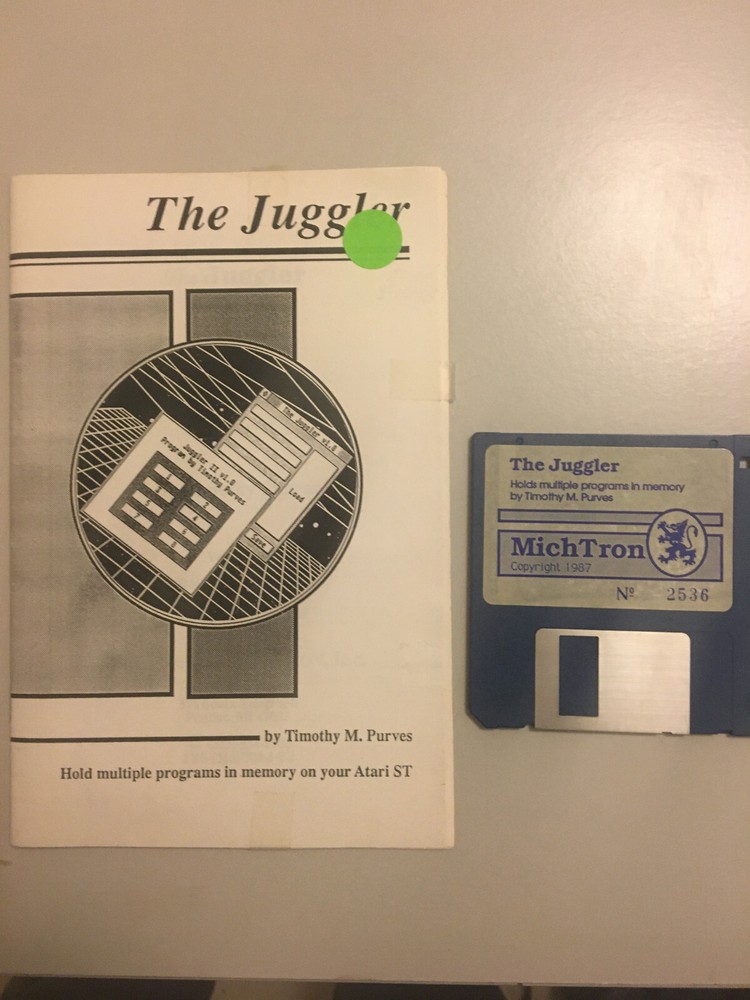 The Juggler
The Juggler v1.0
Load
Save
Juggler II v1.0
Program by Timothy Purves
by Timothy M. Purves
Hold multiple programs in memory on your Atari ST
The Juggler
Holds multiple programs in memory
by Timothy M. Purves
MichTron
Copyright 1987
Nº 2536